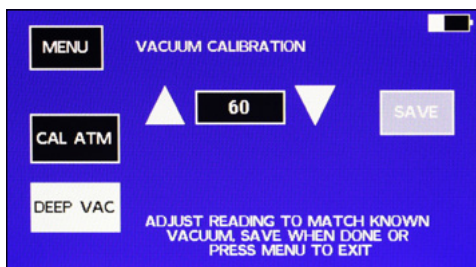 MENU
VACUUM CALIBRATION
60
SAVE
CAL ATM
DEEP VAC
ADJUST READING TO MATCH KNOWN
VACUUM, SAVE WHEN DONE OR
PRESS MENU TO EXIT